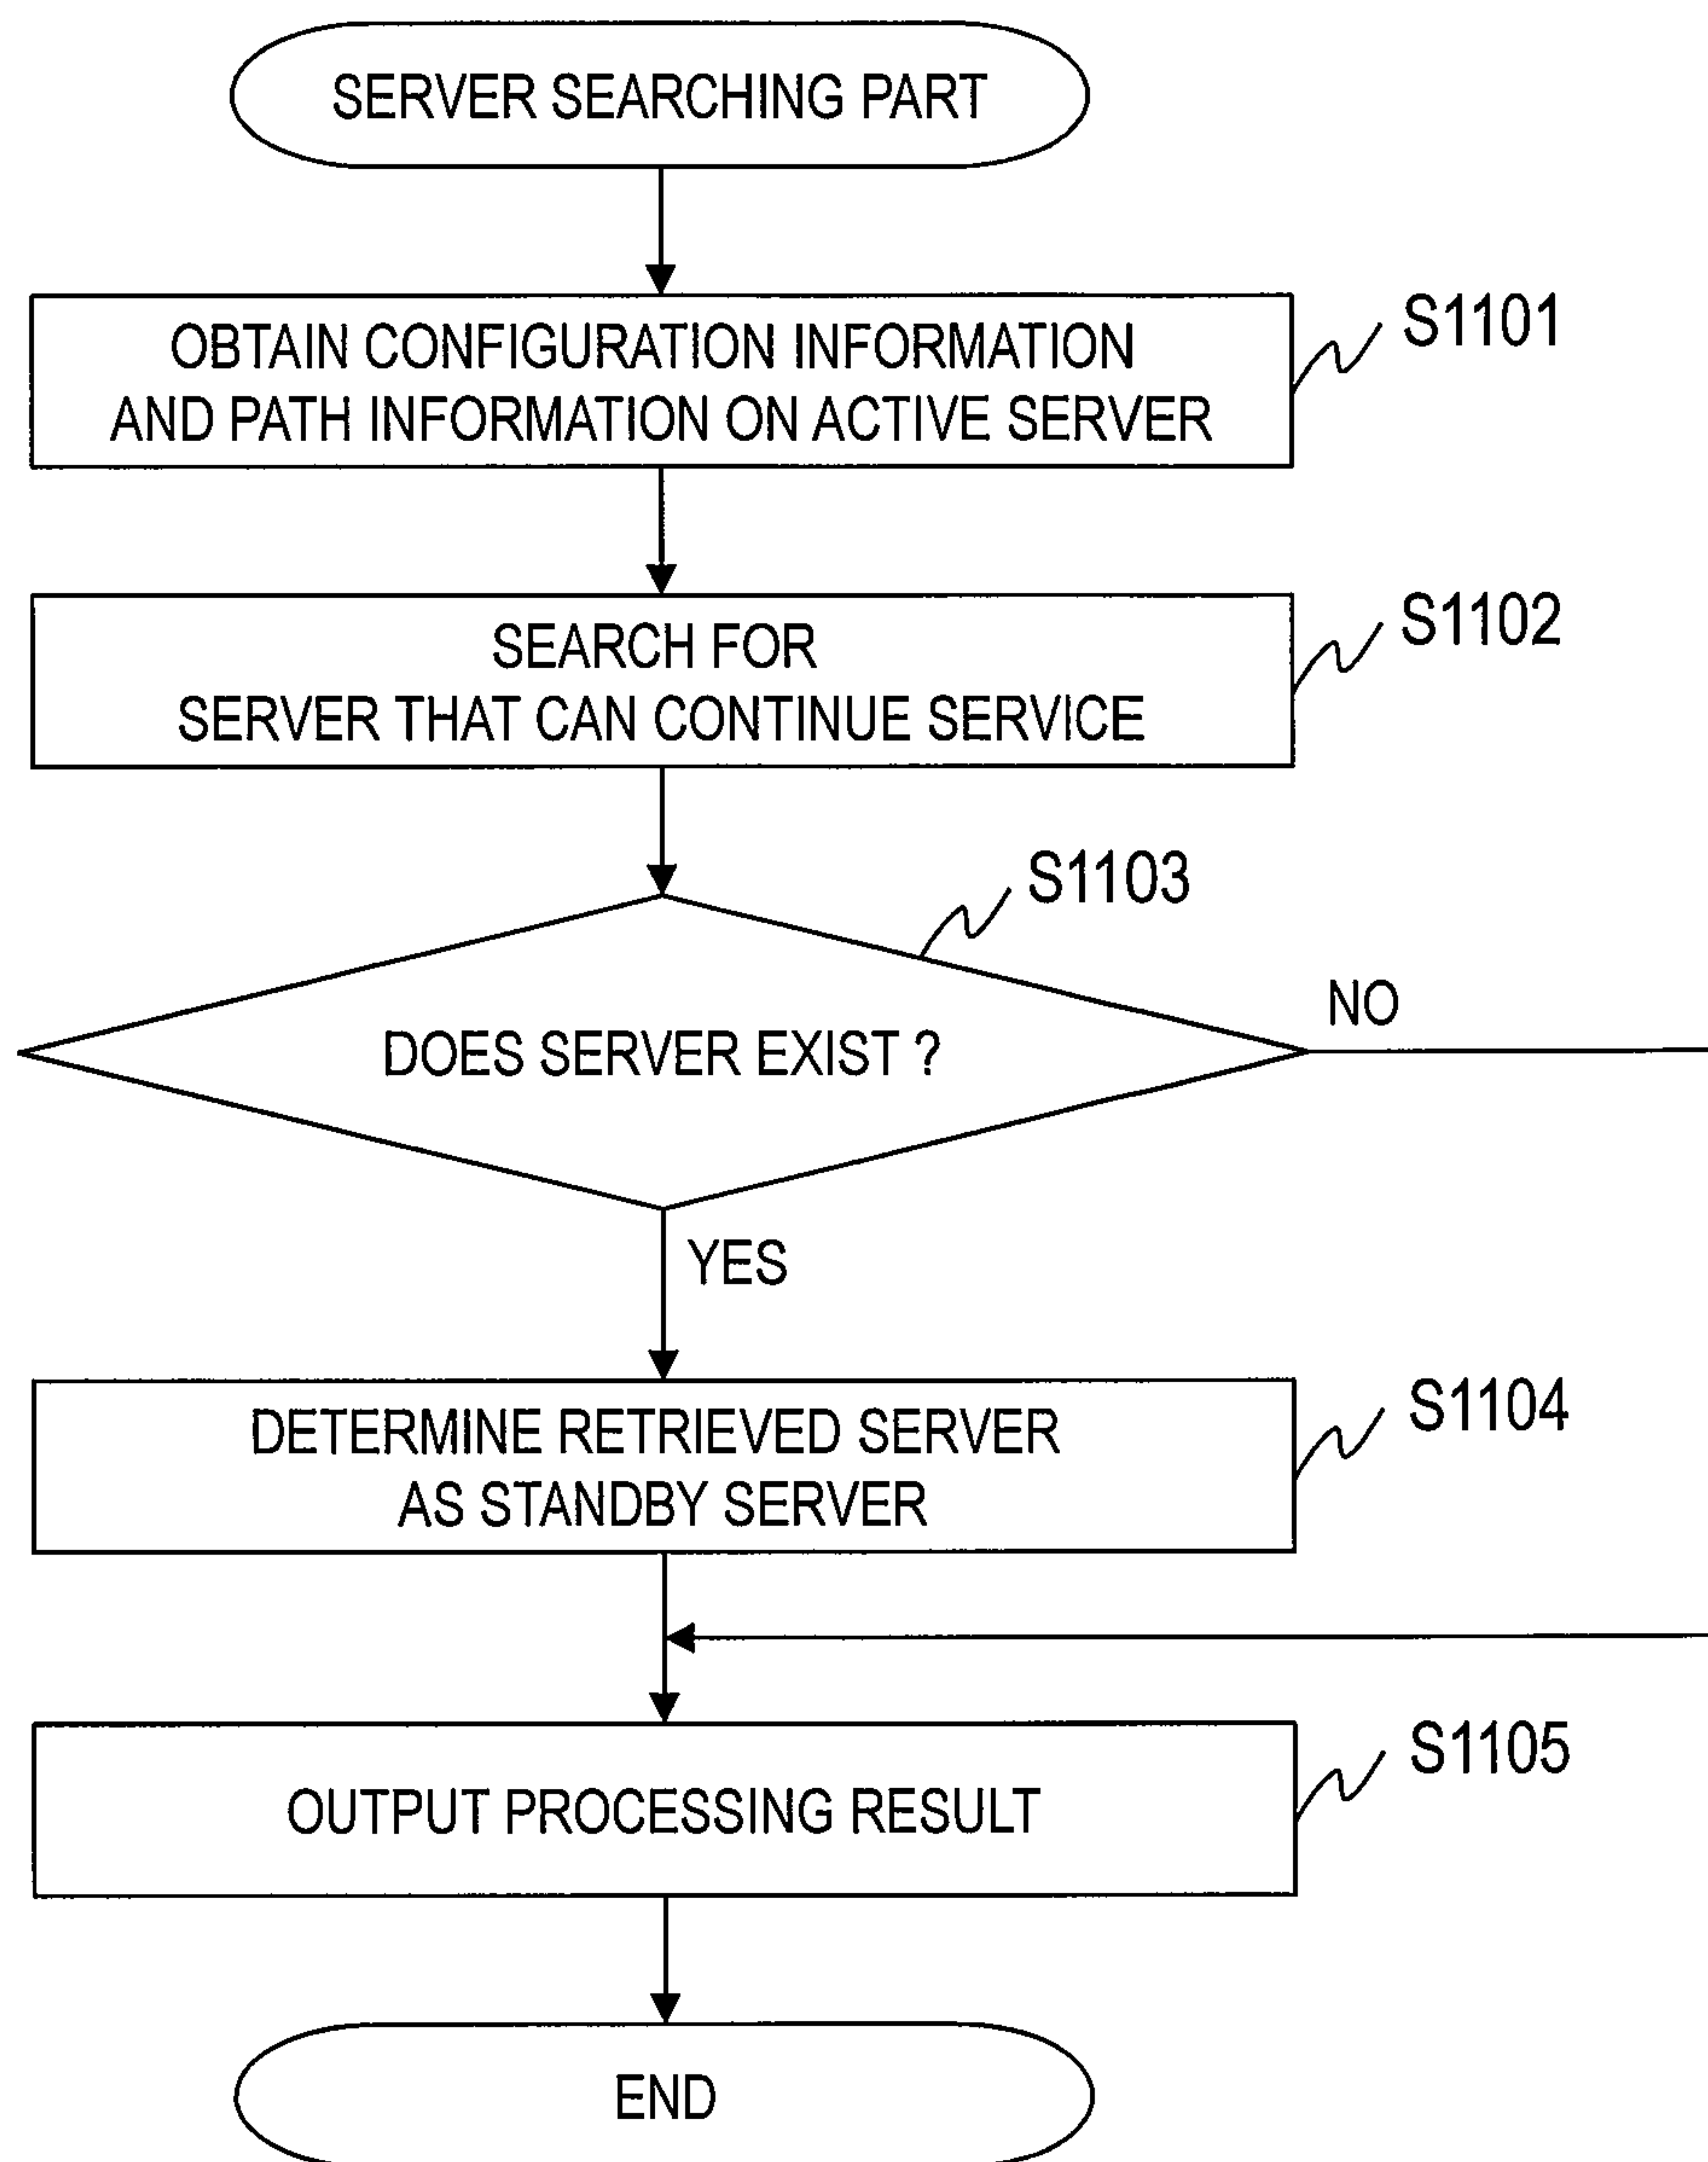 SERVER SEARCHING PART
OBTAIN CONFIGURATION INFORMATION
AND PATH INFORMATION ON ACTIVE SERVER
S1101
SEARCH FOR
SERVER THAT CAN CONTINUE SERVICE
S1102
S1103
DOES SERVER EXIST ?
NO
YES
DETERMINE RETRIEVED SERVER
AS STANDBY SERVER
S1104
OUTPUT PROCESSING RESULT
S1105
END